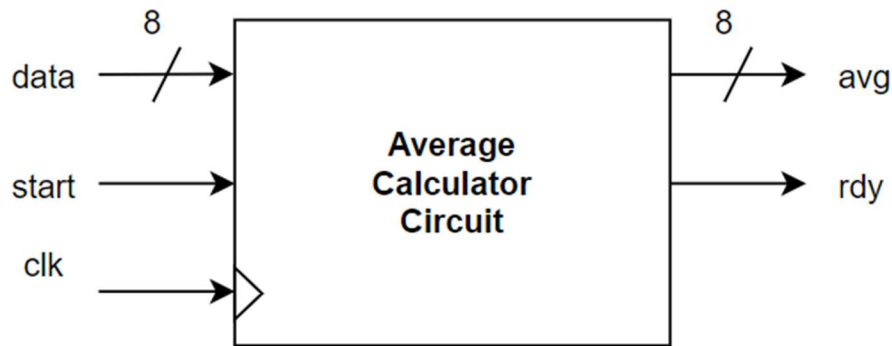 8
data
start
clk
Average
Calculator
Circuit
8
avg
rdy